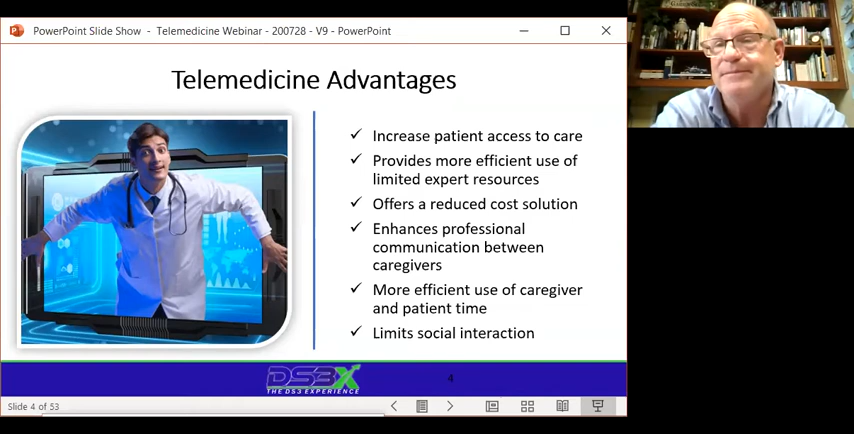 PowerPoint Slide Show - Telemedicine Webinar - 200728 - V9 - PowerPoint
Telemedicine Advantages
✓ Increase patient access to care
✓ Provides more efficient use of
limited expert resources
✓ Offers a reduced cost solution
✓ Enhances professional
communication between
caregivers
✓ More efficient use of caregiver
and patient time
✓ Limits social interaction
DS3X
THE DS3 EXPERIENCE
4
Slide 4 of 53